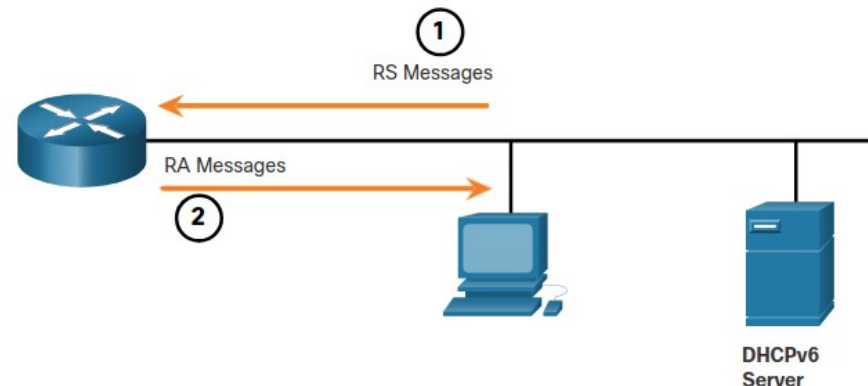 1
RS Messages
RA Messages
2
DHCPv6
Server